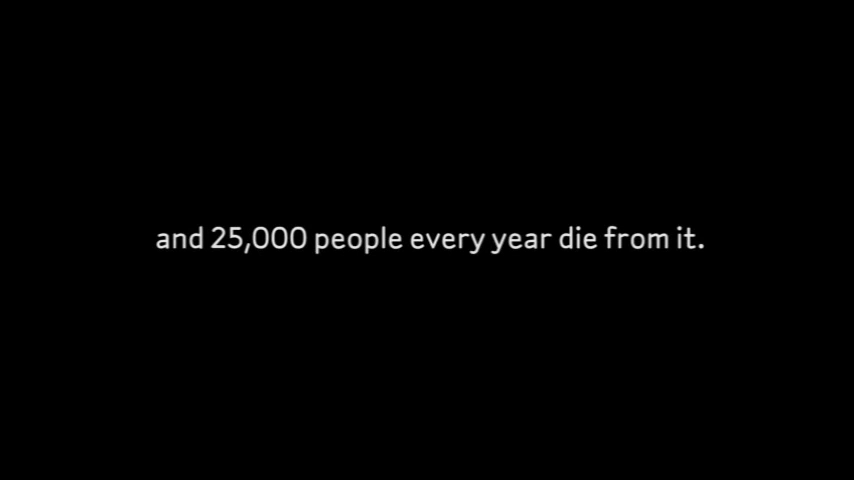 and 25,000 people every year die from it.